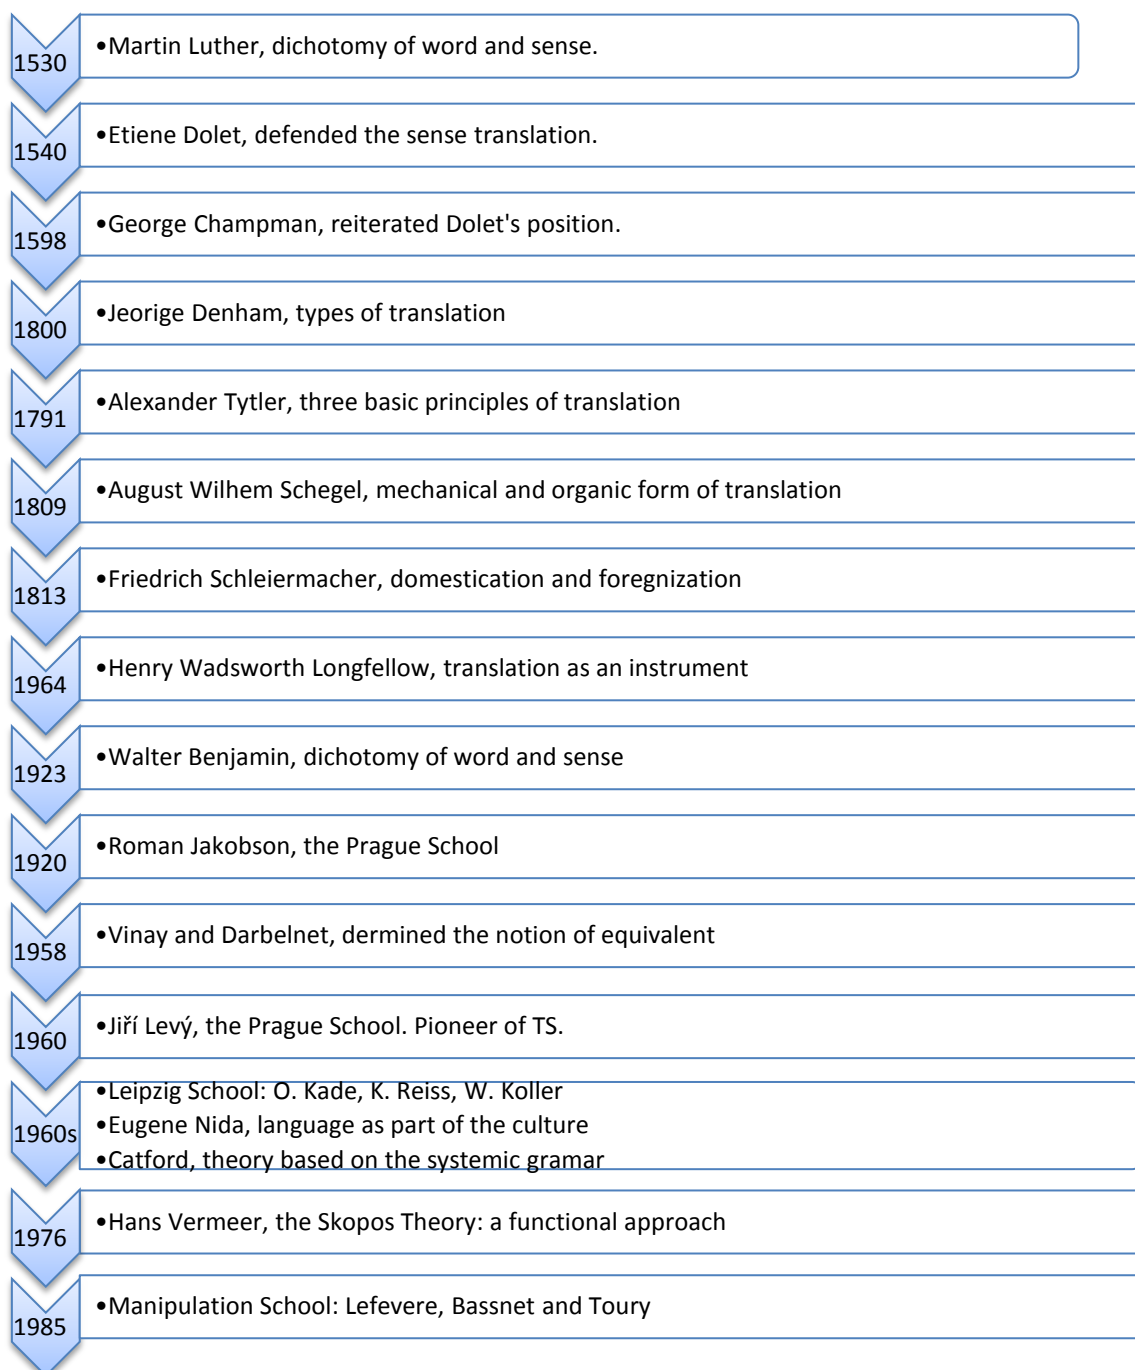 1530
•Martin Luther, dichotomy of word and sense.
1540
•Etiene Dolet, defended the sense translation.
1598
•George Champman, reiterated Dolet's position.
1800
•Jeorige Denham, types of translation
1791
•Alexander Tytler, three basic principles of translation
1809
•August Wilhem Schegel, mechanical and organic form of translation
1813
•Friedrich Schleiermacher, domestication and foregnization
1964
•Henry Wadsworth Longfellow, translation as an instrument
1923
•Walter Benjamin, dichotomy of word and sense
1920
•Roman Jakobson, the Prague School
1958
•Vinay and Darbelnet, dermined the notion of equivalent
1960
•Jiří Levý, the Prague School. Pioneer of TS.
1960s
•Leipzig School: O. Kade, K. Reiss, W. Koller
•Eugene Nida, language as part of the culture
•Catford, theory based on the systemic gramar
1976
•Hans Vermeer, the Skopos Theory: a functional approach
1985
•Manipulation School: Lefevere, Bassnet and Toury